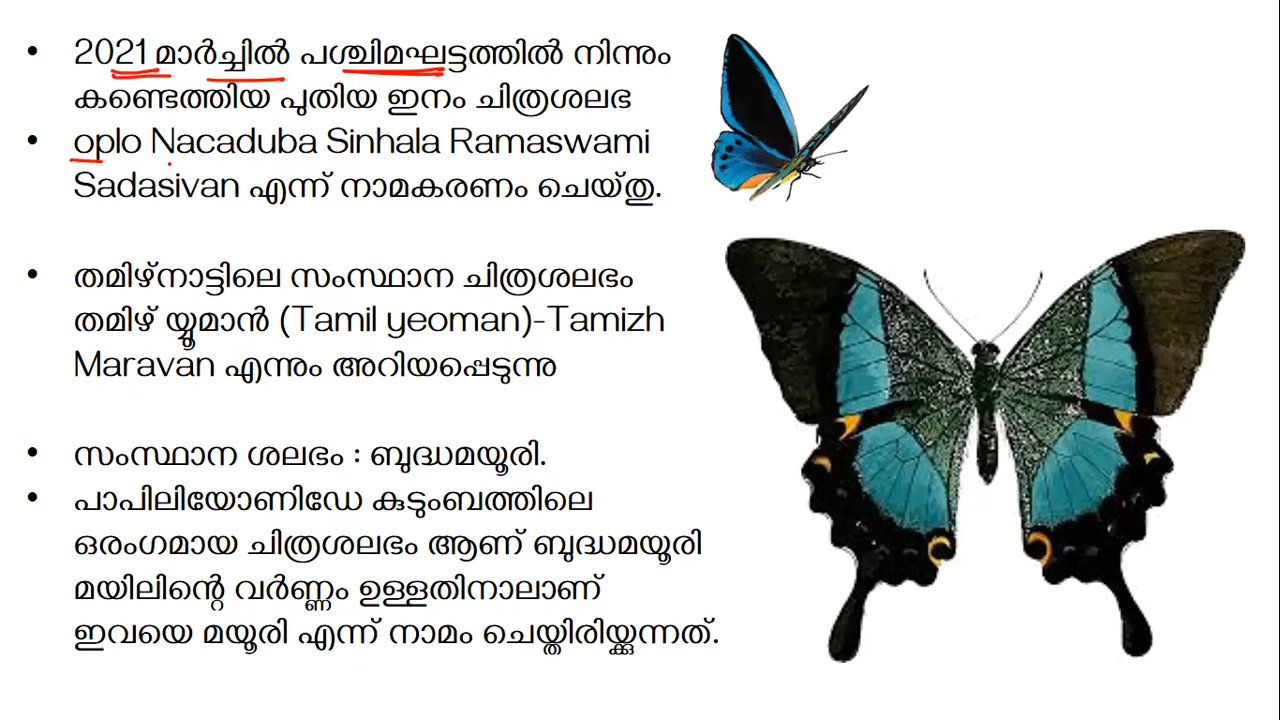 • 2021 മാർച്ചിൽ പശ്ചിമഘട്ടത്തിൽ നിന്നും
കണ്ടെത്തിയ പുതിയ ഇനം ചിത്രശലഭ
• oplo Nacaduba Sinhala Ramaswami
Sadasivan എന്ന് നാമകരണം ചെയ്തു.
• തമിഴ്നാട്ടിലെ സംസ്ഥാന ചിത്രശലഭം
തമിഴ് യ്യൂമാൻ (Tamil yeoman)-Tamizh
Maravan എന്നും അറിയപ്പെടുന്നു
• സംസ്ഥാന ശലഭം : ബുദ്ധമയൂരി.
• പാപിലിയോണിഡേ കുടുംബത്തിലെ
ഒരംഗമായ ചിത്രശലഭം ആണ് ബുദ്ധമയൂരി
മയിലിന്റെ വർണ്ണം ഉള്ളതിനാലാണ്
ഇവയെ മയൂരി എന്ന് നാമം ചെയ്തിരിയ്ക്കുന്നത്.